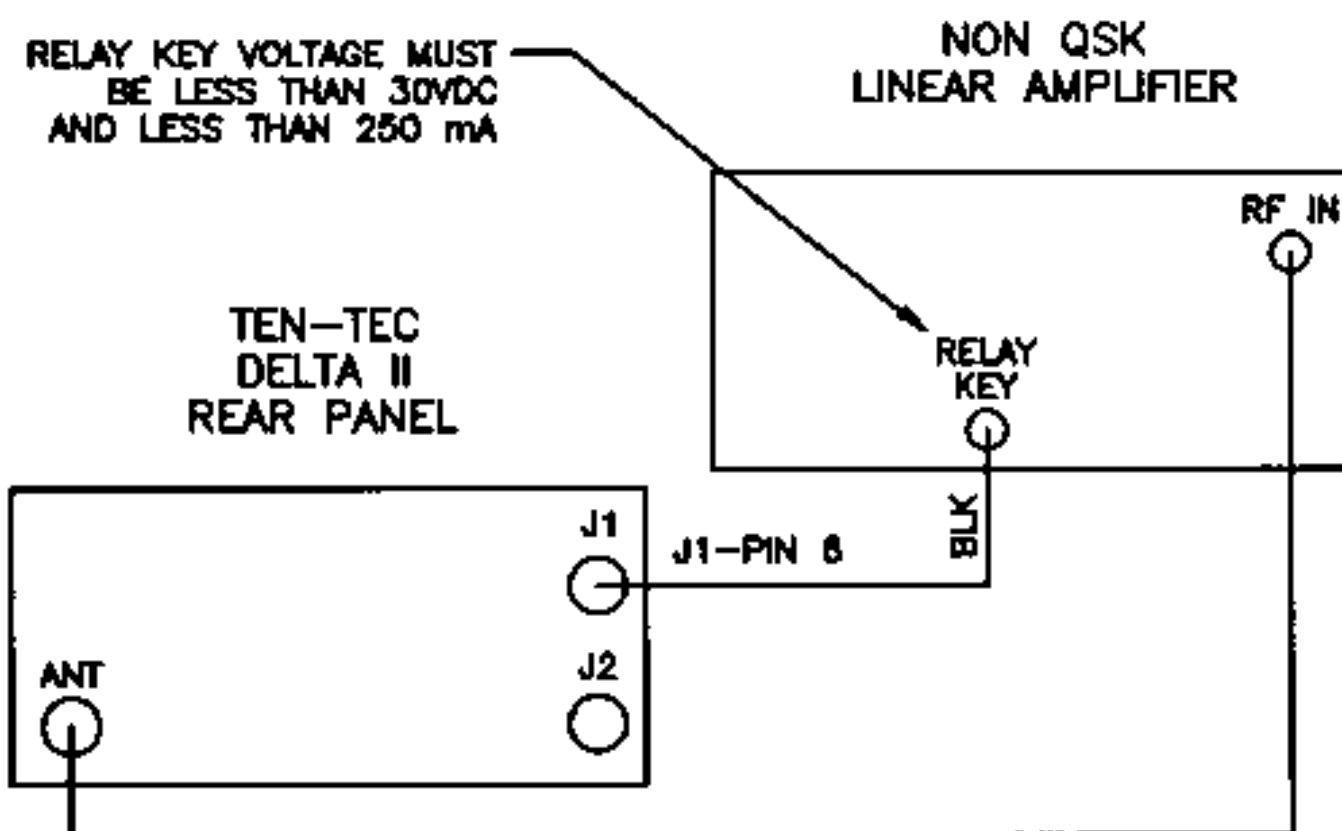 RELAY KEY VOLTAGE MUST
BE LESS THAN 30VDC
AND LESS THAN 250 mA
NON QSK
LINEAR AMPLIFIER
RF IN
RELAY
KEY
TEN-TEC
DELTA II
REAR PANEL
J1
J1-PIN 6
BLK
J2
ANT